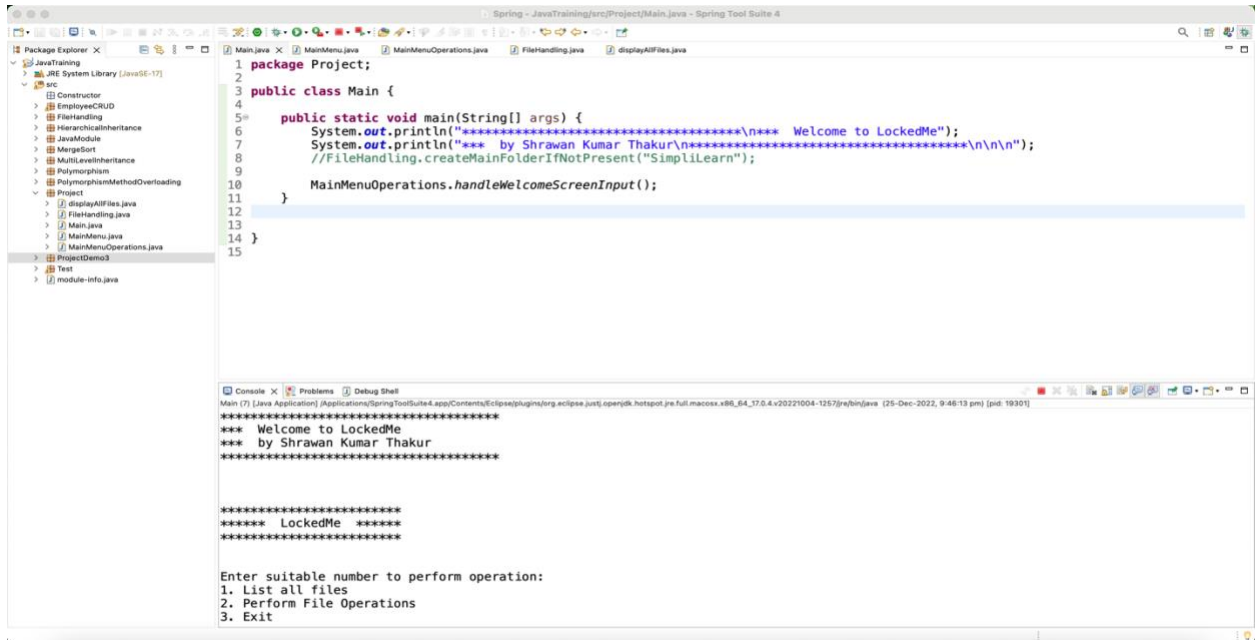 Spring - JavaTraining/src/Project/Main.java - Spring Tool Suite 4
Package Explorer
JavaTraining
JRE System Library [JavaSE-17]
src
Constructor
EmployeeCRUD
FileHandling
HierarchicalInheritance
JavaModule
MergeSort
MultiLevelInheritance
Polymorphism
PolymorphismMethodOverloading
Project
displayAllFiles.java
FileHandling.java
Main.java
MainMenu.java
MainMenuOperations.java
ProjectDemo3
Test
module-info.java
Main.java MainMenu.java MainMenuOperations.java FileHandling.java displayAllFiles.java
1 package Project;
2
3 public class Main {
4
5 public static void main(String[] args) {
6 System.out.println("*************************************\n*** Welcome to LockedMe");
7 System.out.println("*** by Shrawan Kumar Thakur\n*************************************\n\n\n");
8 //FileHandling.createMainFolderIfNotPresent("SimpliLearn");
9
10 MainMenuOperations.handleWelcomeScreenInput();
11 }
12
13
14 }
15
Console Problems Debug Shell
Main (7) [Java Application] /Applications/SpringToolSuite4.app/Contents/Eclipse/plugins/org.eclipse.justj.openjdk.hotspot.jre.full.macosx.x86_64_17.0.4.v20221004-1257/jre/bin/java (25-Dec-2022, 9:46:13 pm) [pid: 19301]
*************************************
*** Welcome to LockedMe
*** by Shrawan Kumar Thakur
*************************************
************************
****** LockedMe ******
************************
Enter suitable number to perform operation:
1. List all files
2. Perform File Operations
3. Exit